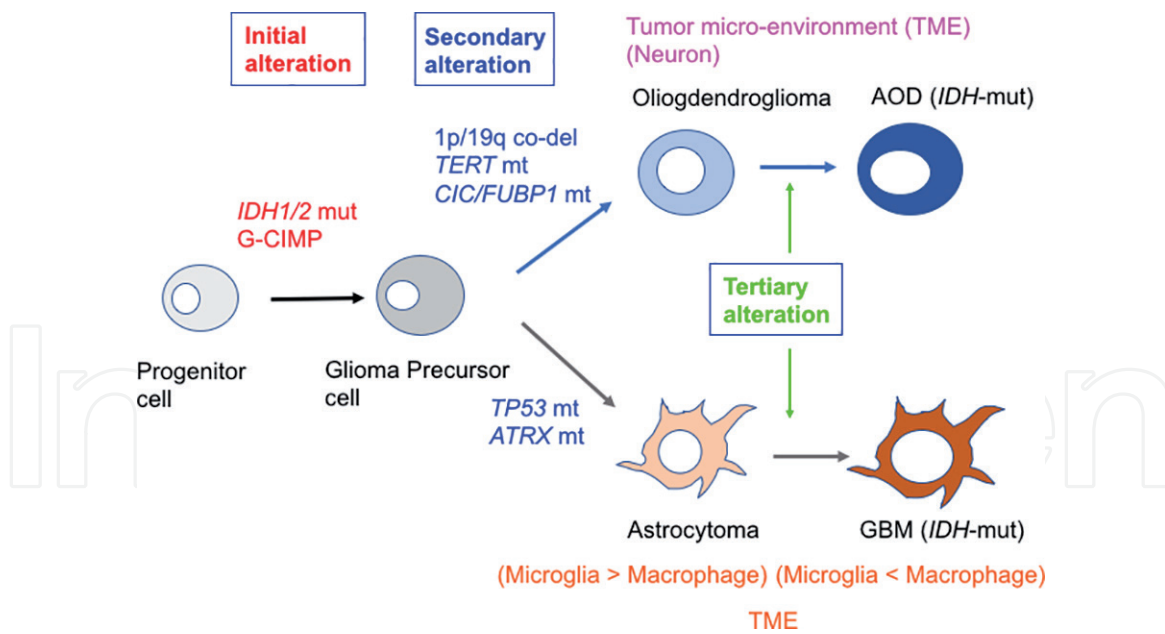 Initial
alteration
Secondary
alteration
Tumor micro-environment (TME)
(Neuron)
Oliogdendroglioma
AOD (IDH-mut)
1p/19q co-del
TERT mt
CIC/FUBP1 mt
IDH1/2 mut
G-CIMP
Tertiary
alteration
Progenitor
cell
Glioma Precursor
cell
TP53 mt
ATRX mt
Astrocytoma
GBM (IDH-mut)
(Microglia > Macrophage) (Microglia < Macrophage)
TME